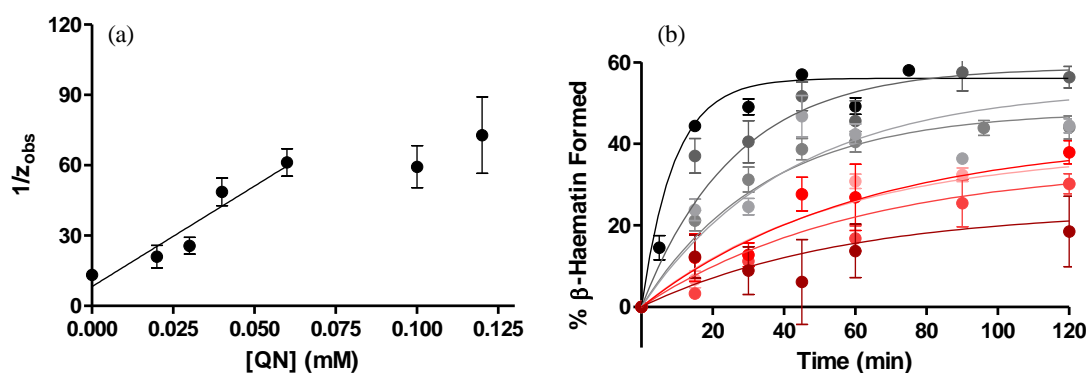 (a)
1/z_obs
120
90
60
30
0
0.000 0.025 0.050 0.075 0.100 0.125
[QN] (mM)
(b)
% β-Haematin Formed
60
40
20
0
20 40 60 80 100 120
Time (min)